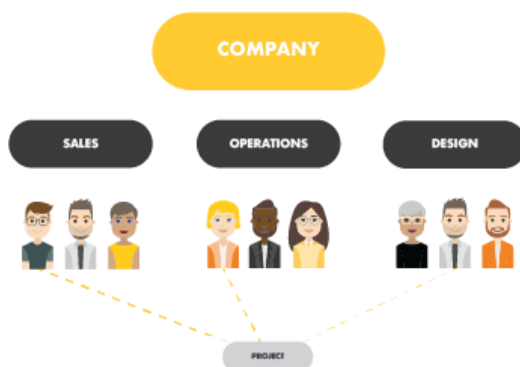 COMPANY
SALES
OPERATIONS
DESIGN
PROJECT